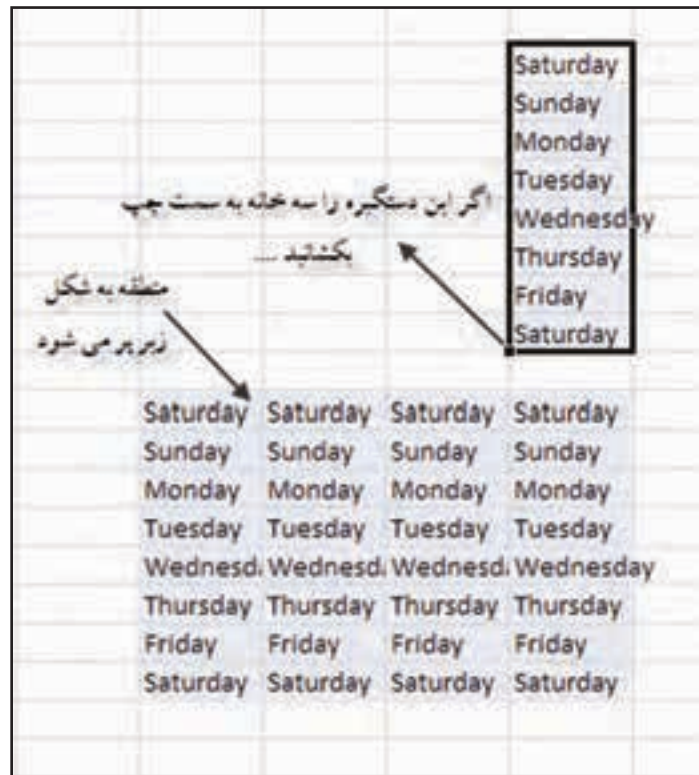 Saturday
Sunday
Monday
Tuesday
Wednesday
Thursday
Friday
Saturday
اگر این دستگیره را سه خانه به سمت چپ
بکشانید ...
منطقه به شکل
زیر پر می شود
Saturday Saturday Saturday Saturday
Sunday Sunday Sunday Sunday
Monday Monday Monday Monday
Tuesday Tuesday Tuesday Tuesday
Wednesd Wednesd Wednesd Wednesday
Thursday Thursday Thursday Thursday
Friday Friday Friday Friday
Saturday Saturday Saturday Saturday